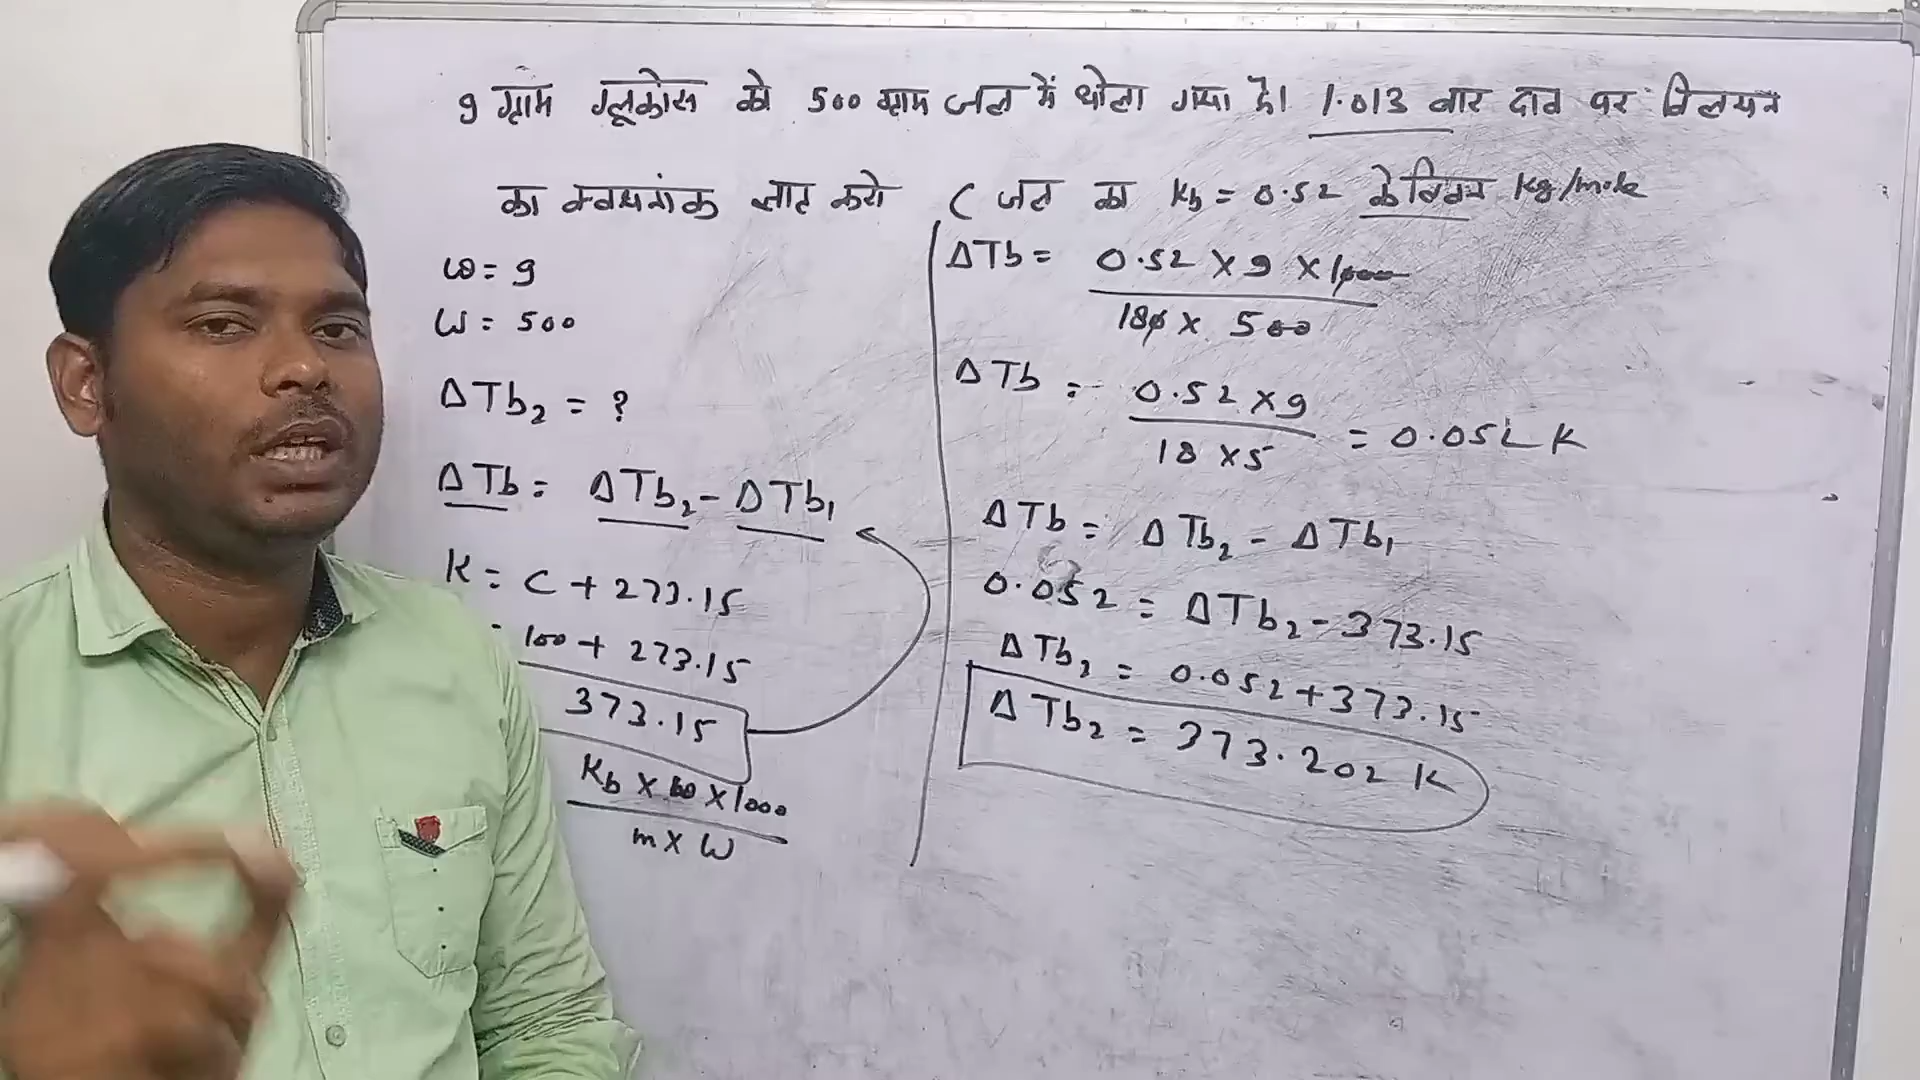 9 ग्राम ग्लूकोस को 500 ग्राम जल में घोला गया है। 1.013 बार दाब पर विलयन
का क्वथनांक ज्ञात करो ( जल का Kb = 0.52 केल्विन Kg/mole
w = 9
W = 500
ΔTb₂ = ?
ΔTb = ΔTb₂ - ΔTb₁
K = C + 273.15
= 100 + 273.15
373.15
Kb × w × 1000
m × W
ΔTb = 0.52 × 9 × 1000
180 × 500
ΔTb = 0.52 × 9
18 × 5
= 0.052 K
ΔTb = ΔTb₂ - ΔTb₁
0.052 = ΔTb₂ - 373.15
ΔTb₂ = 0.052 + 373.15
ΔTb₂ = 373.202 K